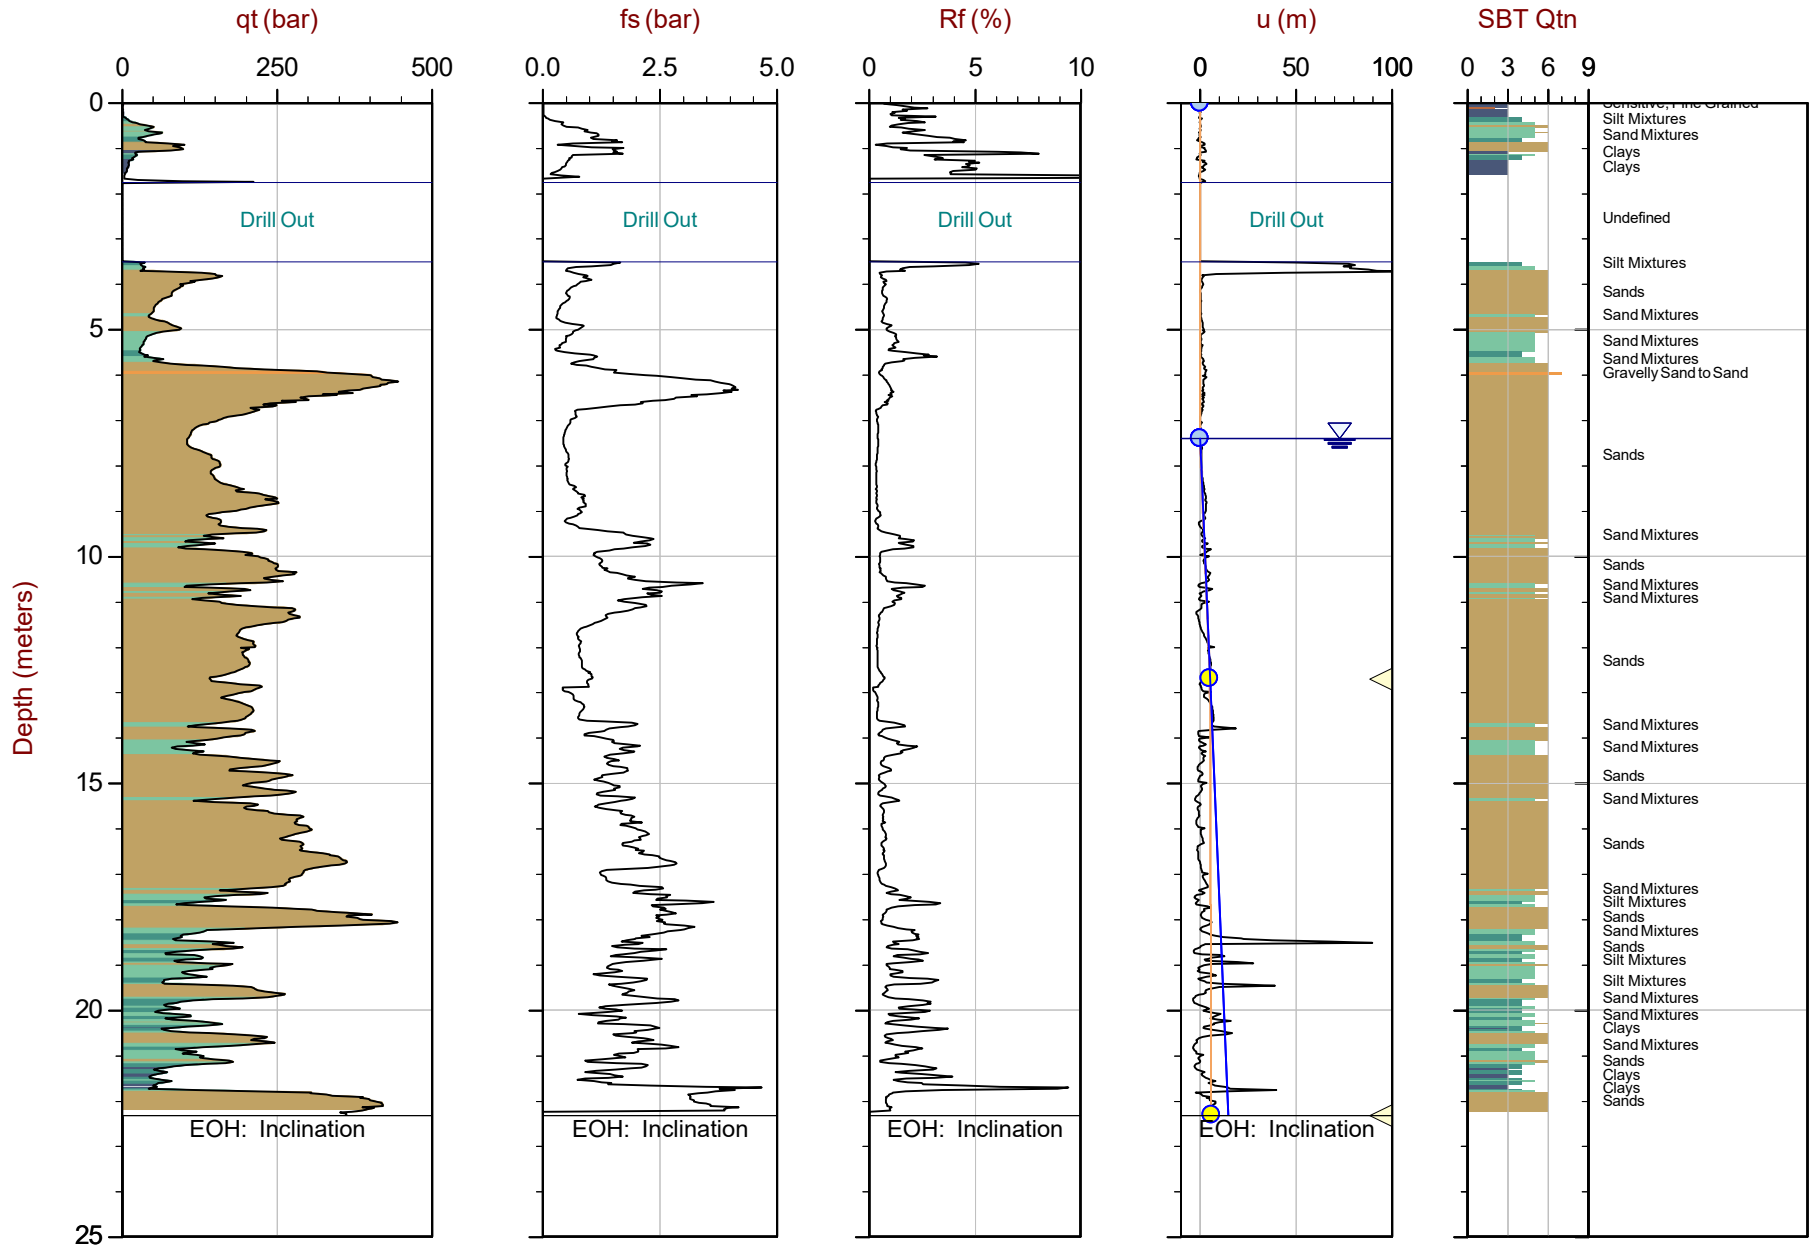 qt (bar) fs (bar) Rf (%) u (m) SBT Qtn
0 250 500 0.0 2.5 5.0 0 5 10 0 50 100 0 3 6 9
0
Sensitive, Fine Grained
Silt Mixtures
Sand Mixtures
Clays
Clays
Drill Out Drill Out Drill Out Drill Out Undefined
Silt Mixtures
Sands
Sand Mixtures
5
Sand Mixtures
Sand Mixtures
Gravelly Sand to Sand
Sands
Sand Mixtures
10
Sands
Sand Mixtures
Sand Mixtures
Depth (meters)
Sands
Sand Mixtures
Sand Mixtures
Sands
15
Sand Mixtures
Sands
Sand Mixtures
Silt Mixtures
Sands
Sand Mixtures
Sands
Silt Mixtures
Silt Mixtures
Sand Mixtures
20
Sand Mixtures
Clays
Sand Mixtures
Sands
Clays
Clays
Sands
EOH: Inclination EOH: Inclination EOH: Inclination EOH: Inclination
25